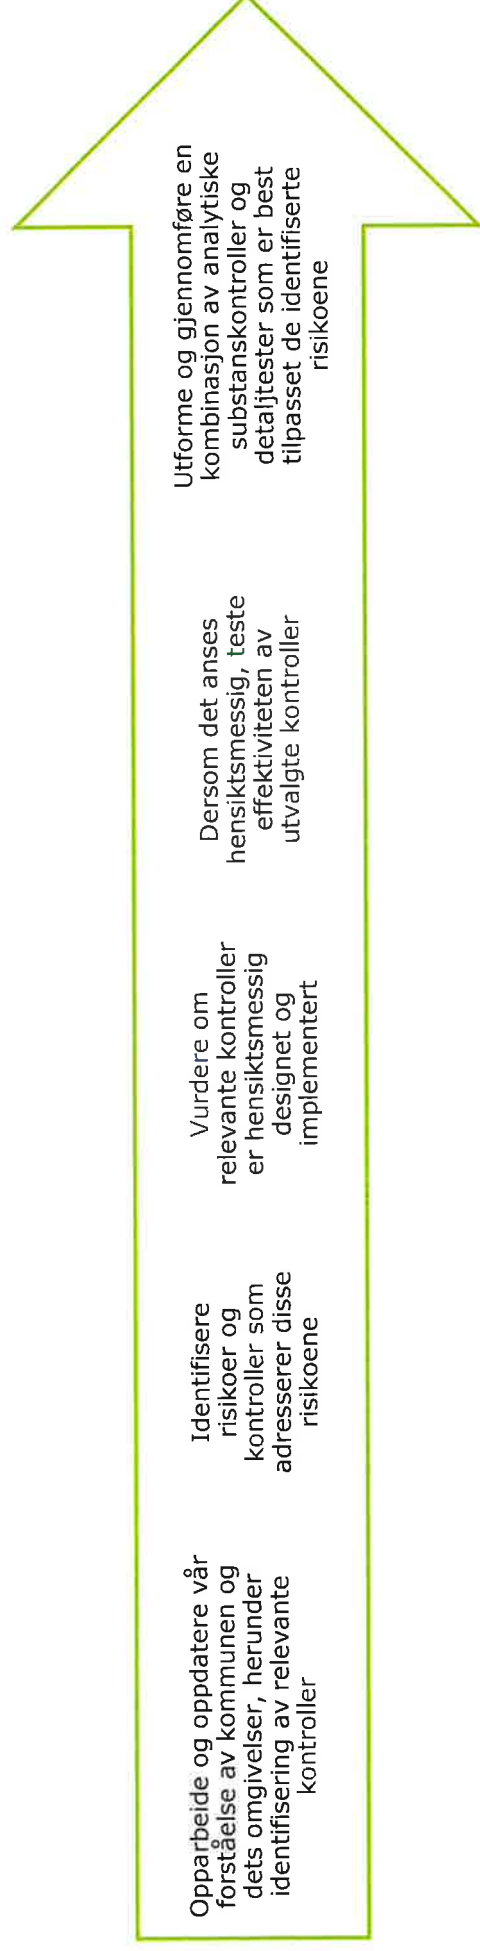 Opparbeide og oppdatere vår
forståelse av kommunen og
dets omgivelser, herunder
identifisering av relevante
kontroller
Identifisere
risikoer og
kontroller som
adresserer disse
risikoene
Vurdere om
relevante kontroller
er hensiktsmessig
designet og
implementert
Dersom det anses
hensiktsmessig, teste
effektiviteten av
utvalgte kontroller
Utforme og gjennomføre en
kombinasjon av analytiske
substanskontroller og
detaljtester som er best
tilpasset de identifiserte
risikoene